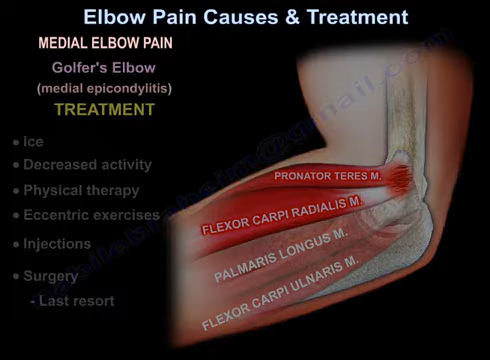 Elbow Pain Causes & Treatment
MEDIAL ELBOW PAIN
Golfer's Elbow
(medial epicondylitis)
TREATMENT
• Ice
• Decreased activity
• Physical therapy
• Eccentric exercises
• Injections
• Surgery
- Last resort
PRONATOR TERES M.
FLEXOR CARPI RADIALIS M.
PALMARIS LONGUS M.
FLEXOR CARPI ULNARIS M.